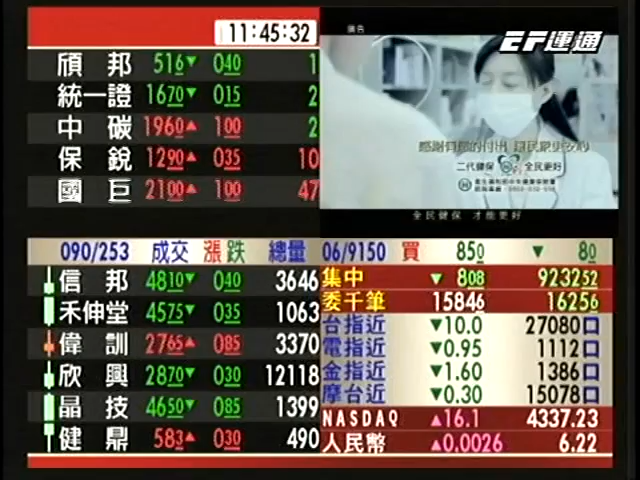 11:45:32
廣告
EF運通
頎邦 516▼ 040 1
統一證 1670▼ 015 2
中碳 1960▲ 100 2
保銳 1290▲ 035 10
國巨 2100▲ 100 47
二代健保 全民更好
全民健保 才能更好
090/253 成交 漲跌 總量
信邦 4810▼ 040 3646
禾伸堂 4575▼ 035 1063
偉訓 2765▲ 085 3370
欣興 2870▼ 030 12118
晶技 4650▼ 085 1399
健鼎 583▲ 030 490
06/9150 買 850 ▼ 80
集中 ▼ 808 923252
委千筆 15846 16256
台指近 ▼10.0 27080口
電指近 ▼0.95 1112口
金指近 ▼1.60 1386口
摩台近 ▼0.30 15078口
NASDAQ ▲16.1 4337.23
人民幣 ▲0.0026 6.22